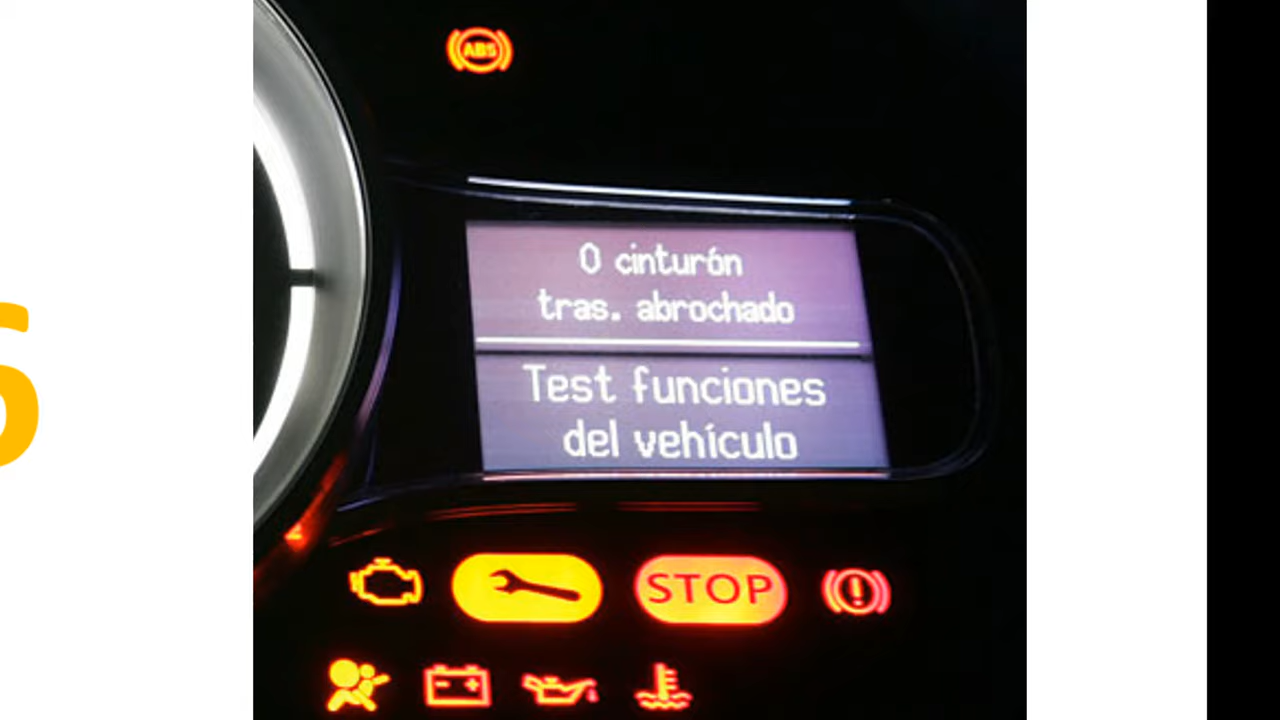 ABS
0 cinturón
tras. abrochado
Test funciones
del vehículo
STOP